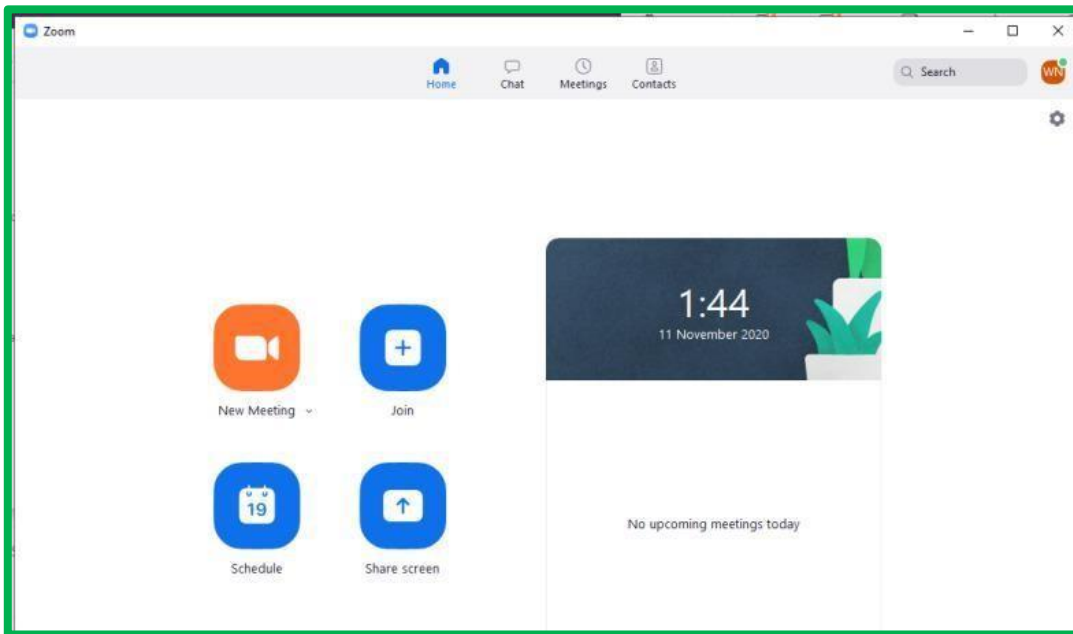 Zoom
Home Chat Meetings Contacts
Search
WN
1:44
11 November 2020
New Meeting
Join
19
Schedule
Share screen
No upcoming meetings today